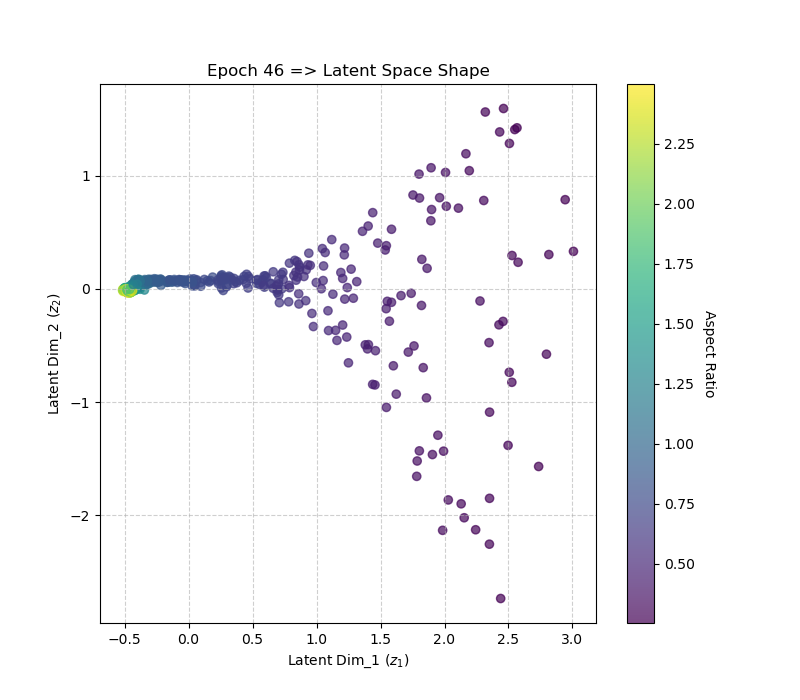 Epoch 46 => Latent Space Shape
1
0
−1
−2
Latent Dim_2 (z₂)
−0.5 0.0 0.5 1.0 1.5 2.0 2.5 3.0
Latent Dim_1 (z₁)
2.25
2.00
1.75
1.50
1.25
1.00
0.75
0.50
Aspect Ratio